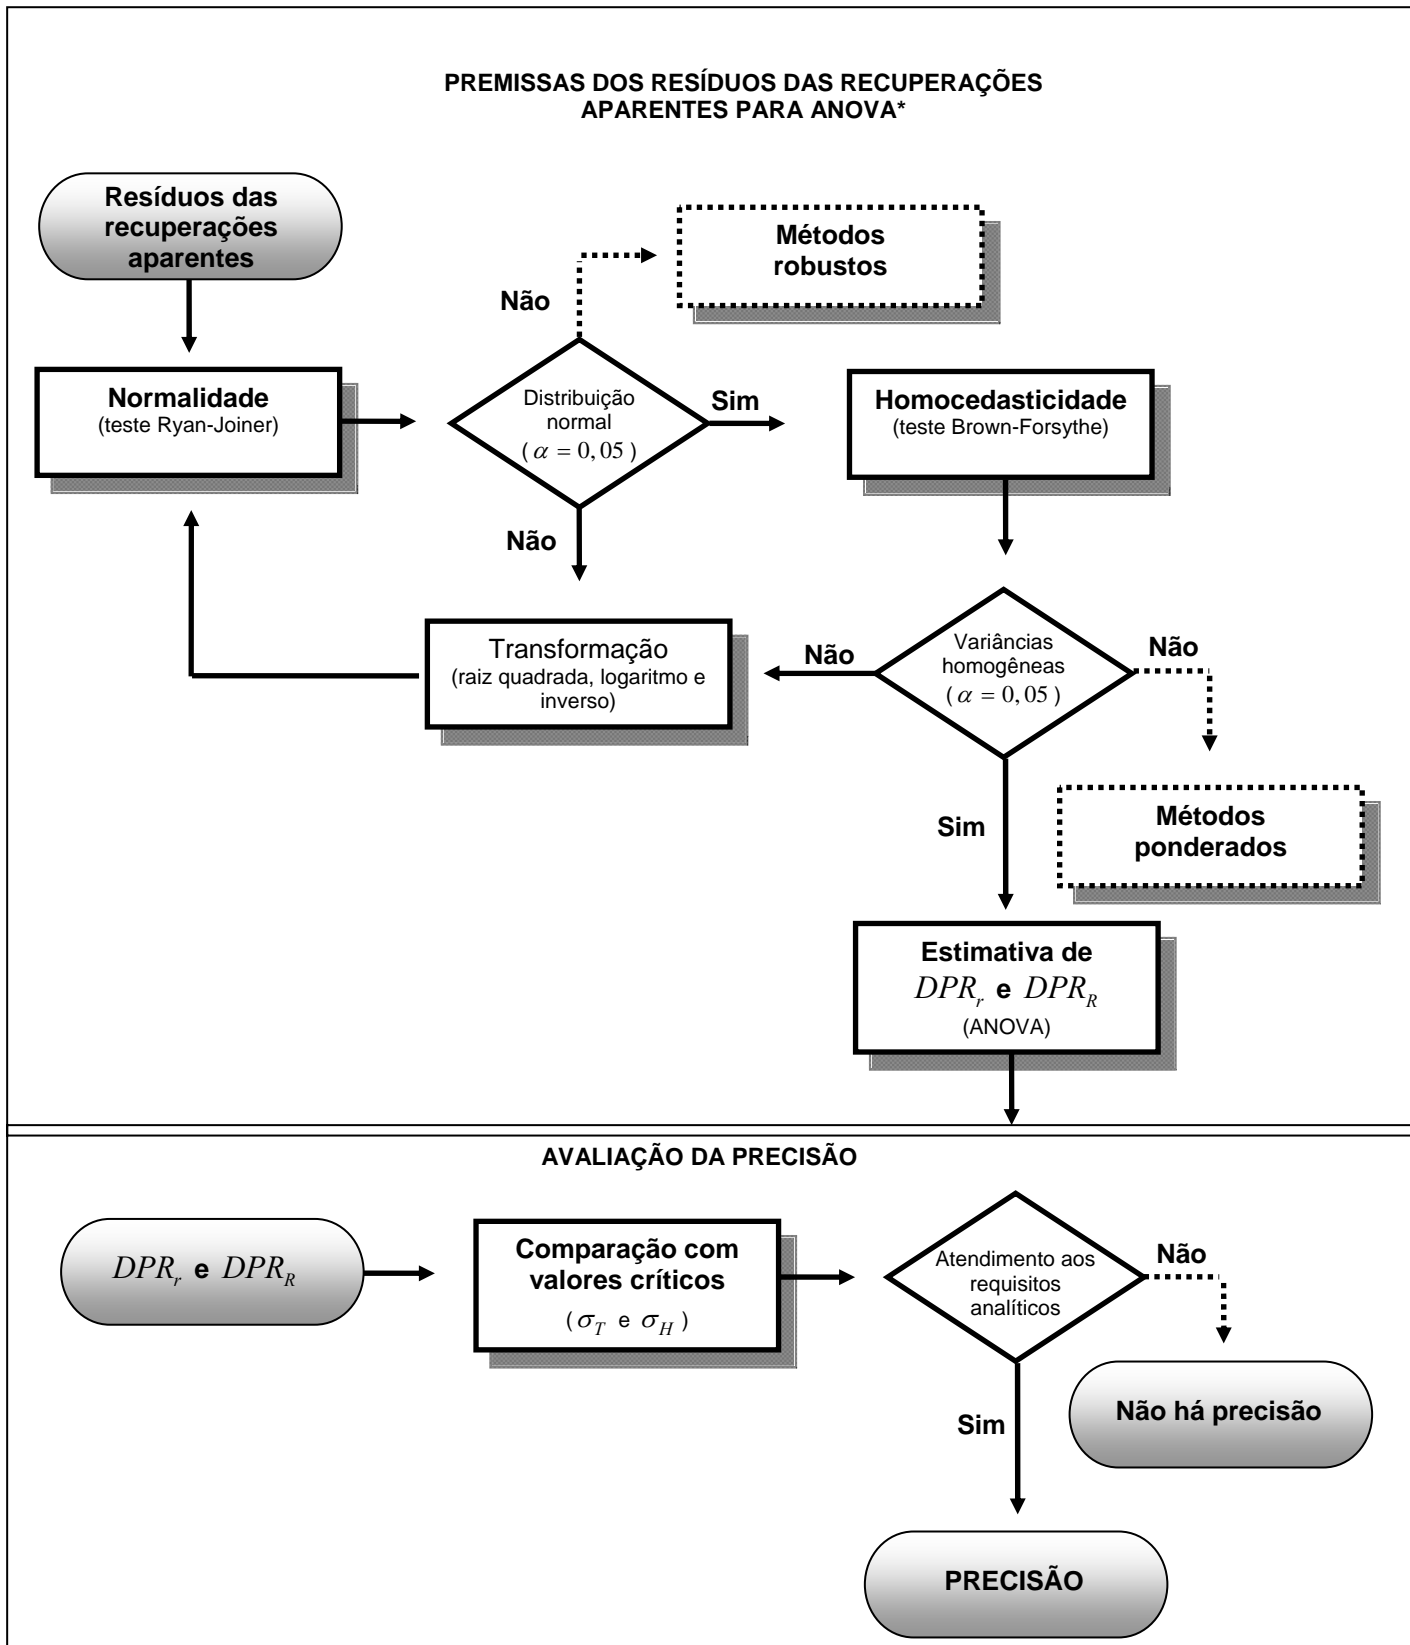 PREMISSAS DOS RESÍDUOS DAS RECUPERAÇÕES
APARENTES PARA ANOVA*
Resíduos das
recuperações
aparentes
Métodos
robustos
Não
Normalidade
(teste Ryan-Joiner)
Distribuição
normal
( α = 0,05 )
Sim
Homocedasticidade
(teste Brown-Forsythe)
Não
Transformação
(raiz quadrada, logaritmo e
inverso)
Não
Variâncias
homogêneas
( α = 0,05 )
Não
Métodos
ponderados
Sim
Estimativa de
DPR_r e DPR_R
(ANOVA)
AVALIAÇÃO DA PRECISÃO
DPR_r e DPR_R
Comparação com
valores críticos
( σ_T e σ_H )
Atendimento aos
requisitos
analíticos
Não
Não há precisão
Sim
PRECISÃO